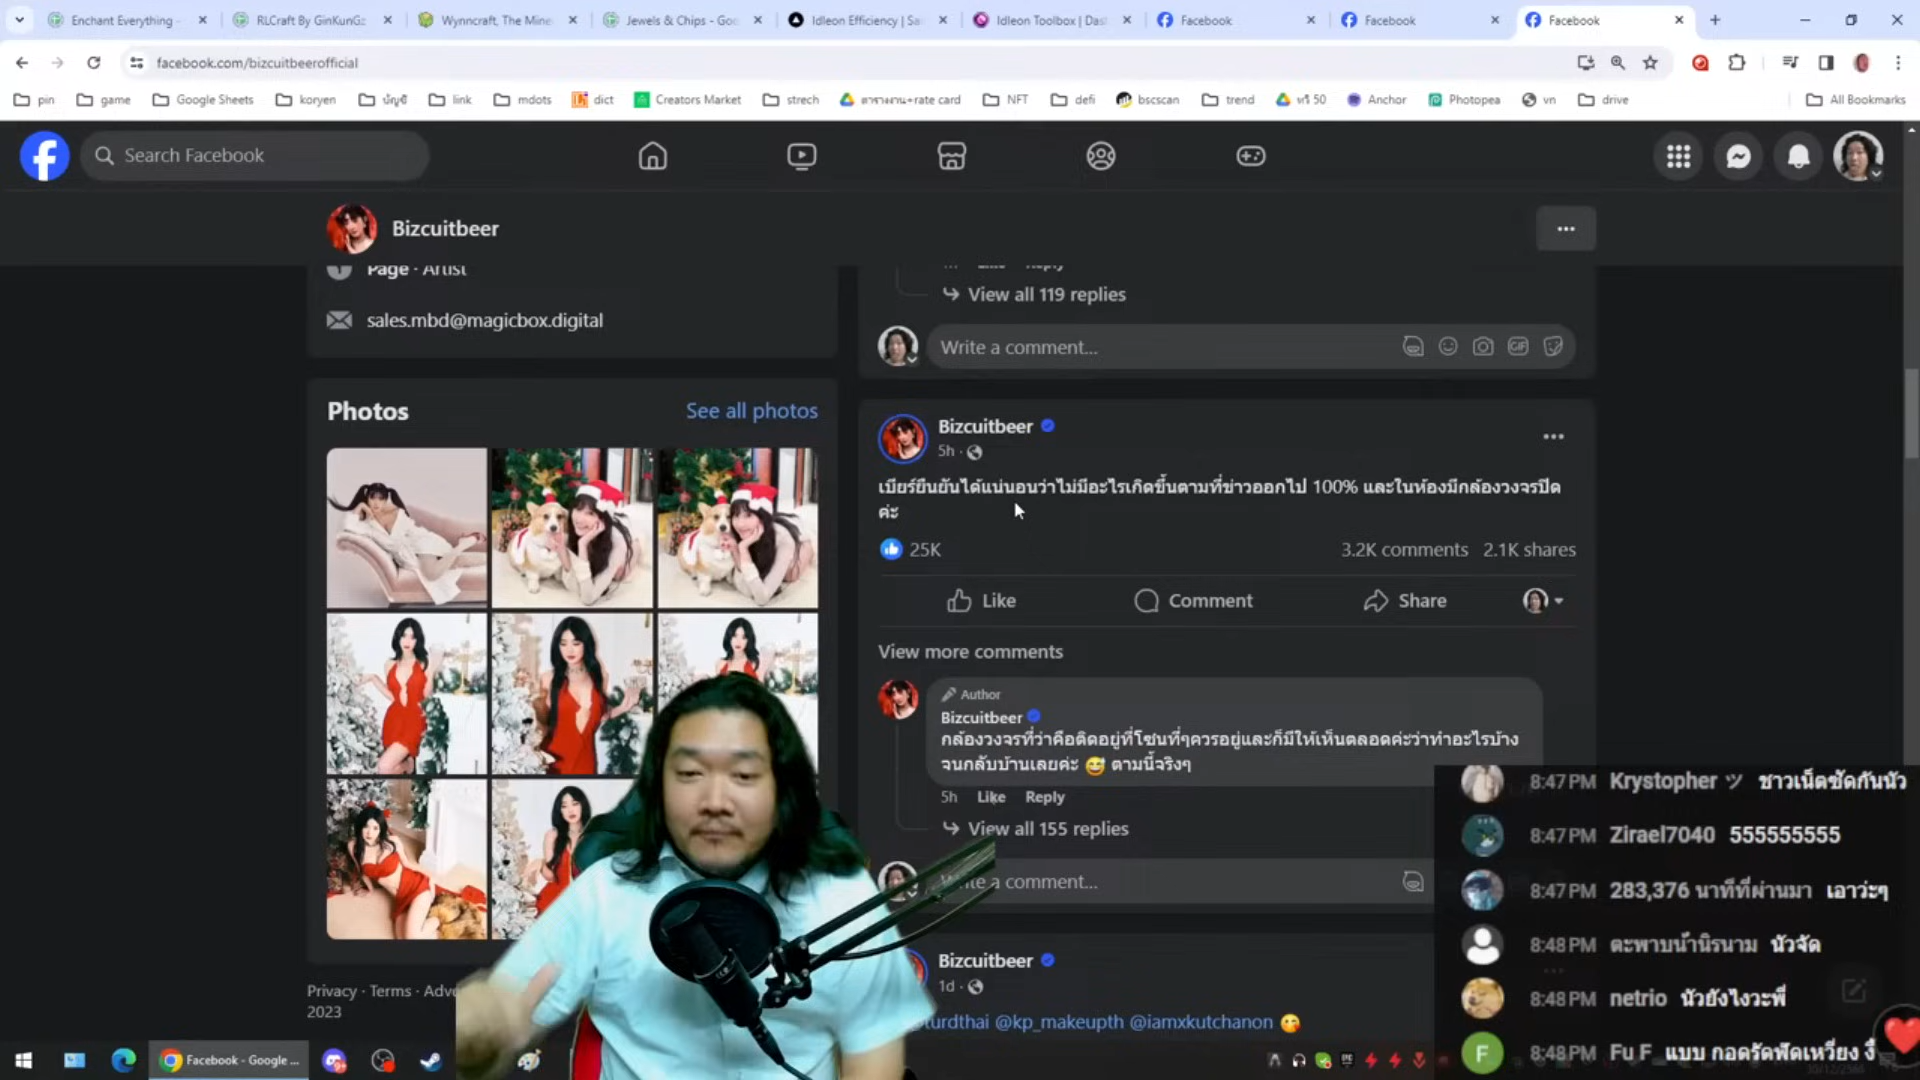 Enchant Everything -
RLCraft By GinKunGz
Wynncraft, The Mine
Jewels & Chips - Goo
Idleon Efficiency | Sa
Idleon Toolbox | Das
Facebook
Facebook
Facebook
facebook.com/bizcuitbeerofficial
pin
game
Google Sheets
koryen
บัญชี
link
mdots
dict
Creators Market
strech
ตารางงาน+rate card
NFT
defi
bscscan
trend
ฟรี 50
Anchor
Photopea
vn
drive
All Bookmarks
Search Facebook
Bizcuitbeer
Page · Artist
sales.mbd@magicbox.digital
Like Reply
View all 119 replies
Write a comment...
GIF
Photos
See all photos
Bizcuitbeer
5h ·
เบียร์ยืนยันได้แน่นอนว่าไม่มีอะไรเกิดขึ้นตามที่ข่าวออกไป 100% และในห้องมีกล้องวงจรปิด
ค่ะ
25K
3.2K comments 2.1K shares
Like
Comment
Share
View more comments
Author
Bizcuitbeer
กล้องวงจรที่ว่าคือติดอยู่ที่โซนที่ๆควรอยู่และก็มีให้เห็นตลอดค่ะว่าทำอะไรบ้าง
จนกลับบ้านเลยค่ะ 😅 ตามนี้จริงๆ
5h Like Reply
View all 155 replies
Write a comment...
Bizcuitbeer
1d ·
turdthai @kp_makeupth @iamxkutchanon 😋
Privacy · Terms · Adve
2023
8:47 PM Krystopher ツ ชาวเน็ตซัดกันนัว
8:47 PM Zirael7040 555555555
8:47 PM 283,376 นาทีที่ผ่านมา เอาว่ะๆ
8:48 PM ตะพาบน้ำนิรนาม นัวจัด
8:48 PM netrio นัวยังไงวะพี่
F 8:48 PM Fu F แบบ กอดรัดฟัดเหวี่ยง งี้
Facebook - Google ...